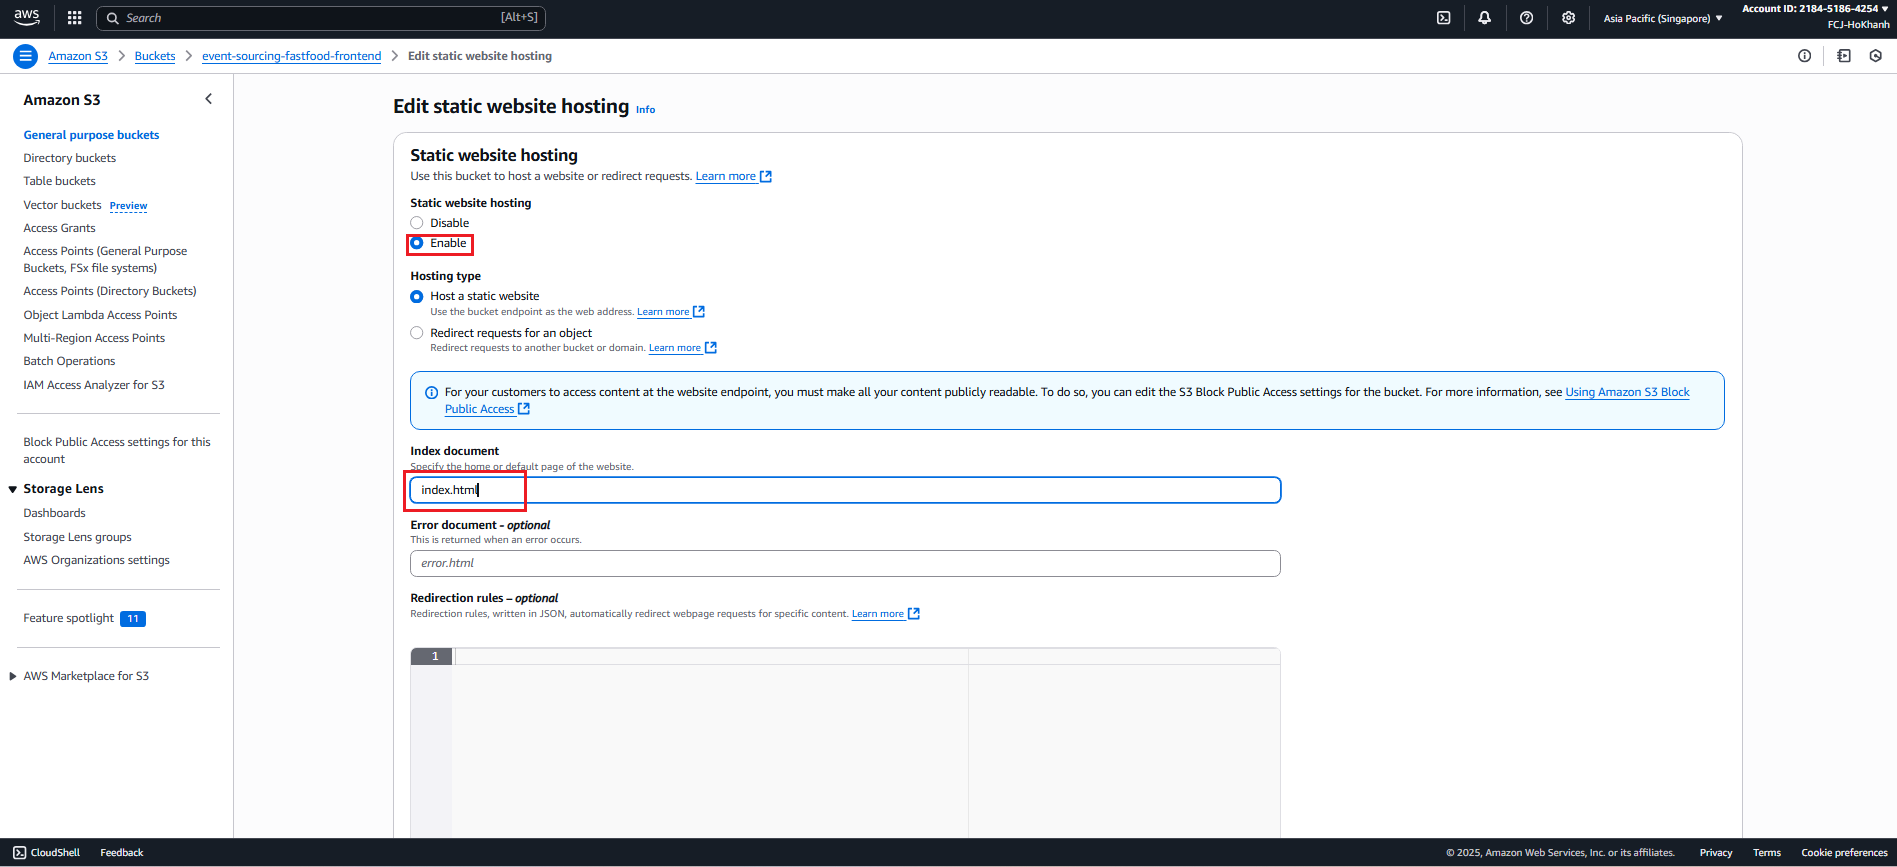 aws
Search
[Alt+S]
Asia Pacific (Singapore)
Account ID: 2184-5186-4254
FCJ-HoKhanh
Amazon S3
Buckets
event-sourcing-fastfood-frontend
Edit static website hosting
Amazon S3
General purpose buckets
Directory buckets
Table buckets
Vector buckets Preview
Access Grants
Access Points (General Purpose
Buckets, FSx file systems)
Access Points (Directory Buckets)
Object Lambda Access Points
Multi-Region Access Points
Batch Operations
IAM Access Analyzer for S3
Block Public Access settings for this
account
Storage Lens
Dashboards
Storage Lens groups
AWS Organizations settings
Feature spotlight 11
AWS Marketplace for S3
Edit static website hosting Info
Static website hosting
Use this bucket to host a website or redirect requests. Learn more
Static website hosting
Disable
Enable
Hosting type
Host a static website
Use the bucket endpoint as the web address. Learn more
Redirect requests for an object
Redirect requests to another bucket or domain. Learn more
For your customers to access content at the website endpoint, you must make all your content publicly readable. To do so, you can edit the S3 Block Public Access settings for the bucket. For more information, see Using Amazon S3 Block
Public Access
Index document
Specify the home or default page of the website.
index.html
Error document - optional
This is returned when an error occurs.
error.html
Redirection rules – optional
Redirection rules, written in JSON, automatically redirect webpage requests for specific content. Learn more
1
CloudShell
Feedback
© 2025, Amazon Web Services, Inc. or its affiliates.
Privacy
Terms
Cookie preferences